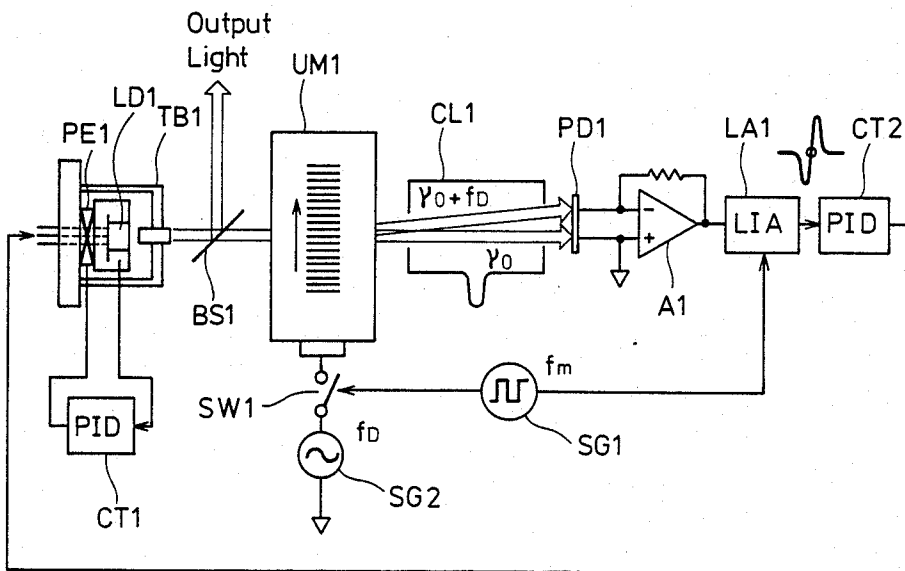 Output
Light
UM1
LD1
TB1
PE1
CL1
PD1
LA1
CT2
γ0+fD
γ0
LIA
PID
A1
BS1
fm
SW1
SG1
PID
fD
SG2
CT1